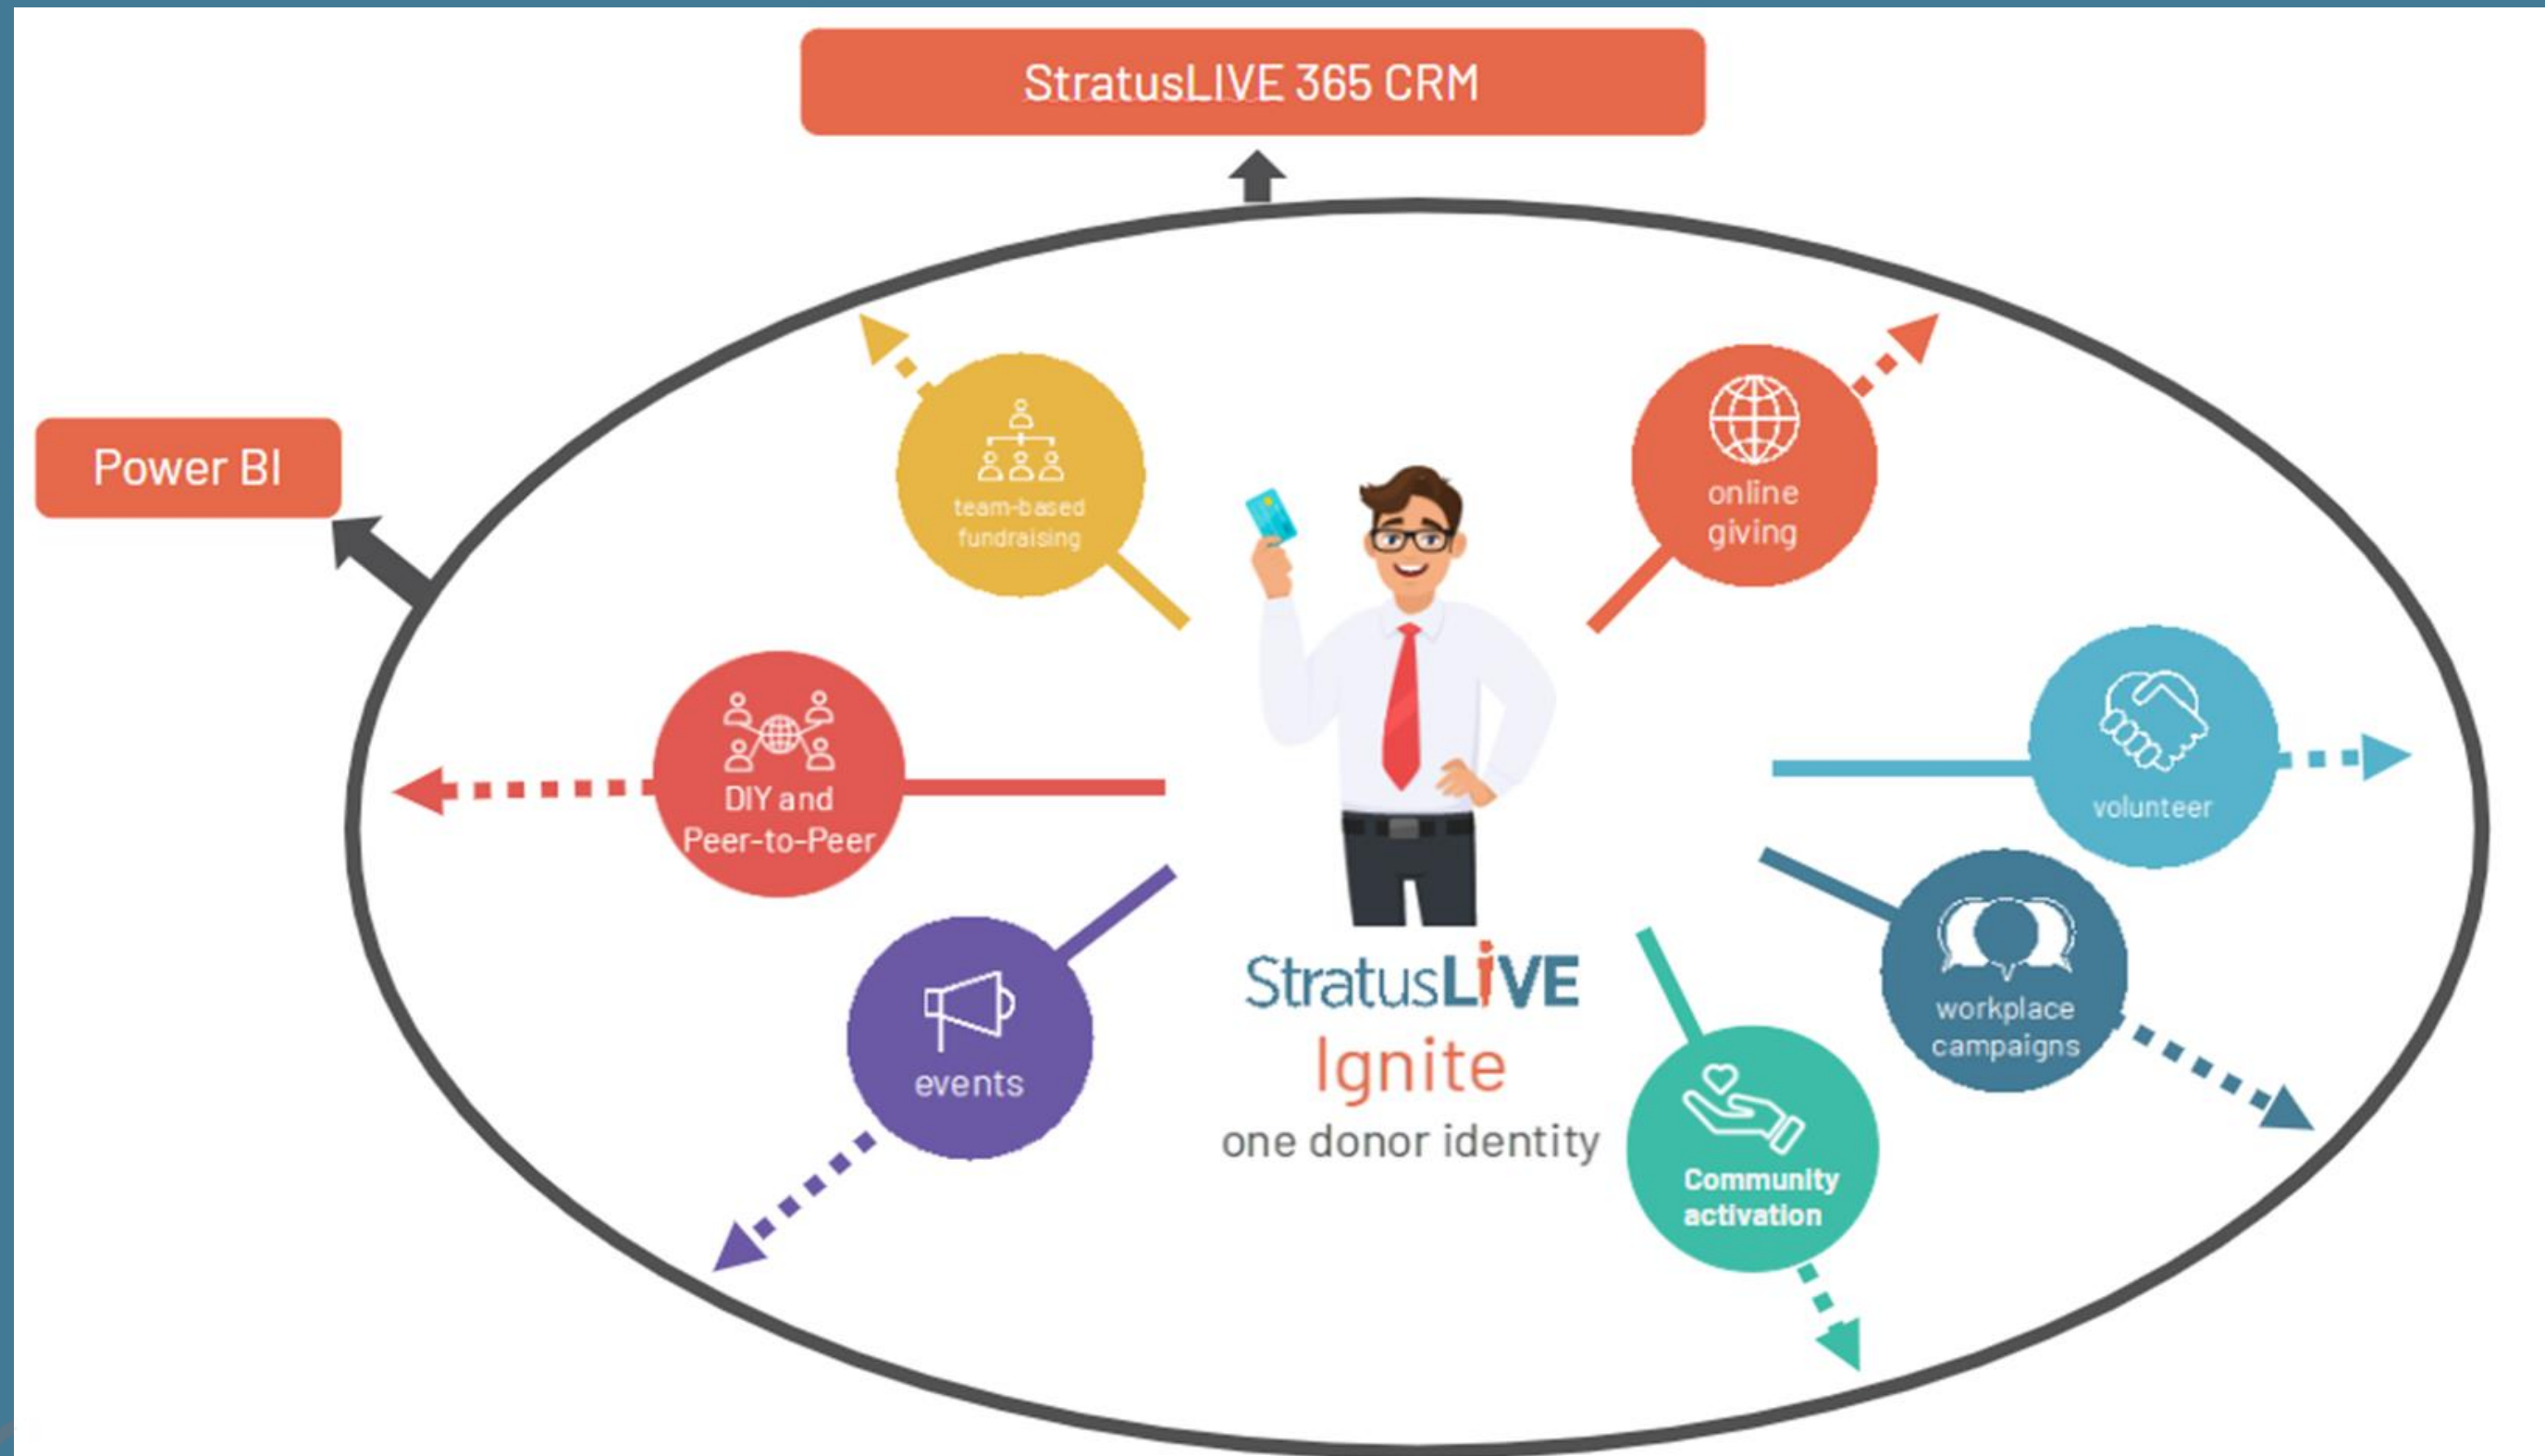 StratusLIVE 365 CRM
Power BI
team-based
fundraising
online
giving
DIY and
Peer-to-Peer
volunteer
events
workplace
campaigns
Community
activation
StratusLiVE
Ignite
one donor identity